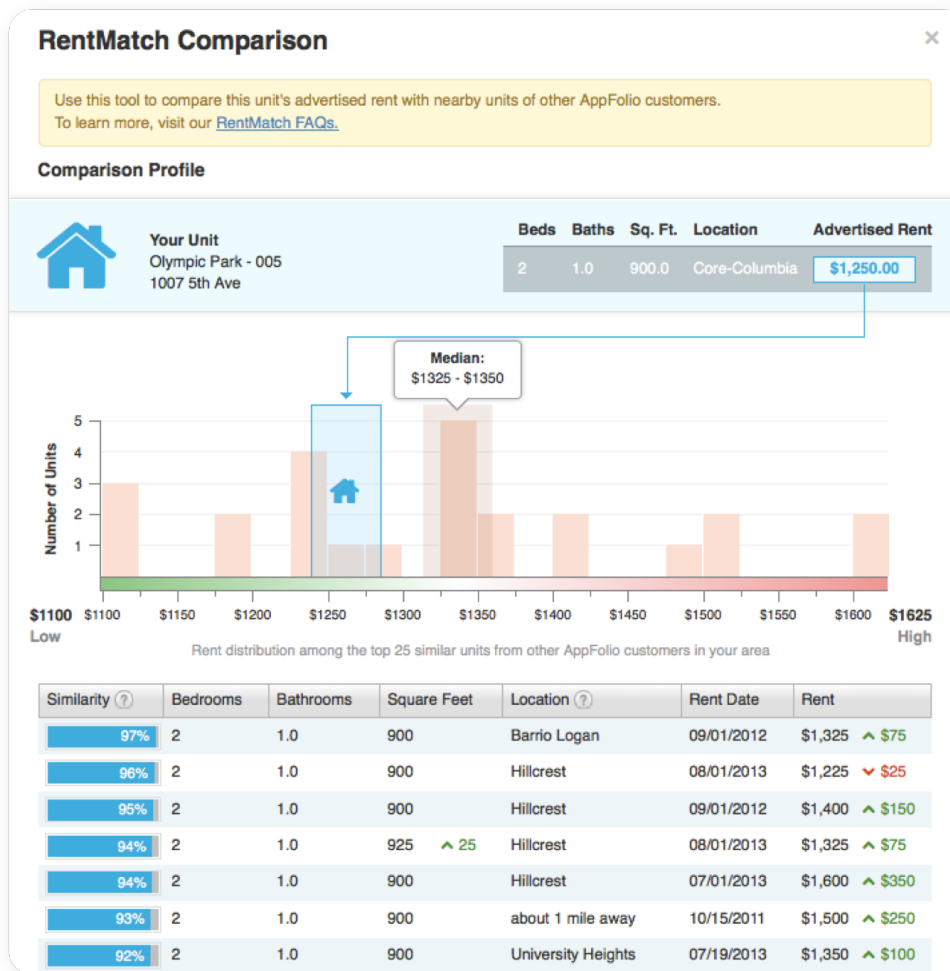 RentMatch Comparison ×
Use this tool to compare this unit's advertised rent with nearby units of other AppFolio customers.
To learn more, visit our RentMatch FAQs.
Comparison Profile
Beds Baths Sq. Ft. Location Advertised Rent
Your Unit
Olympic Park - 005
1007 5th Ave
2 1.0 900.0 Core-Columbia $1,250.00
Median:
$1325 - $1350
Number of Units
5
4
3
2
1
$1100 $1100 $1150 $1200 $1250 $1300 $1350 $1400 $1450 $1500 $1550 $1600 $1625
Low High
Rent distribution among the top 25 similar units from other AppFolio customers in your area
Similarity ? Bedrooms Bathrooms Square Feet Location ? Rent Date Rent
97% 2 1.0 900 Barrio Logan 09/01/2012 $1,325 $75
96% 2 1.0 900 Hillcrest 08/01/2013 $1,225 $25
95% 2 1.0 900 Hillcrest 09/01/2012 $1,400 $150
94% 2 1.0 925 25 Hillcrest 08/01/2013 $1,325 $75
94% 2 1.0 900 Hillcrest 07/01/2013 $1,600 $350
93% 2 1.0 900 about 1 mile away 10/15/2011 $1,500 $250
92% 2 1.0 900 University Heights 07/19/2013 $1,350 $100